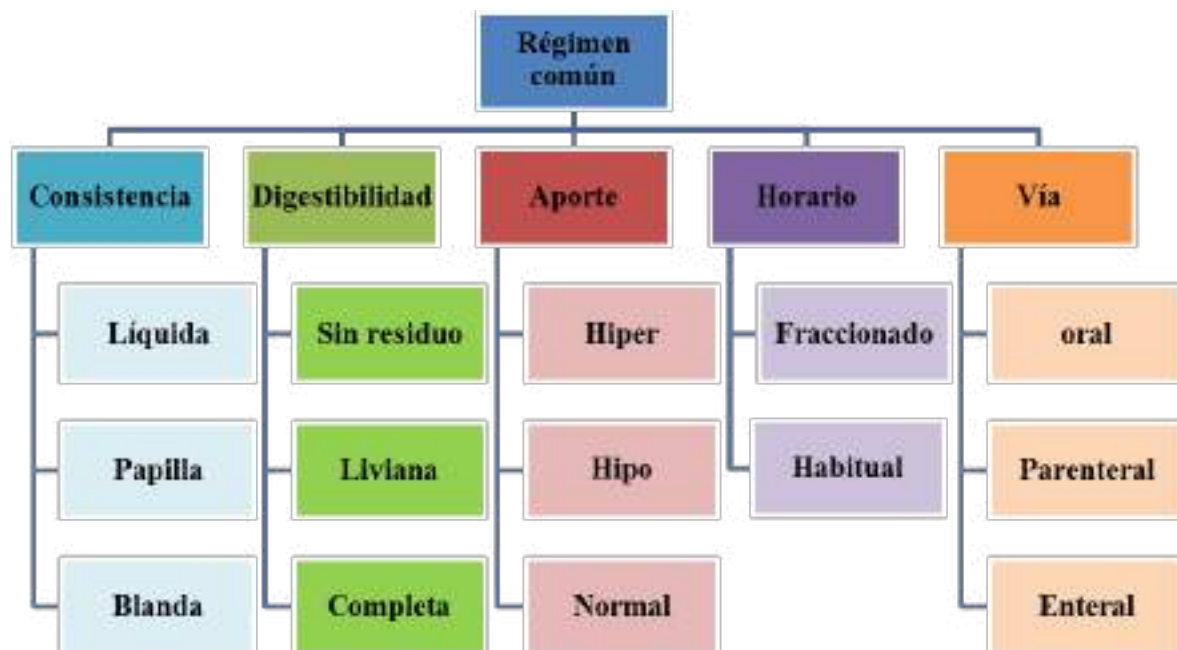 Régimen
común
Consistencia
Digestibilidad
Aporte
Horario
Vía
Líquida
Sin residuo
Hiper
Fraccionado
oral
Papilla
Liviana
Hipo
Habitual
Parenteral
Blanda
Completa
Normal
Enteral